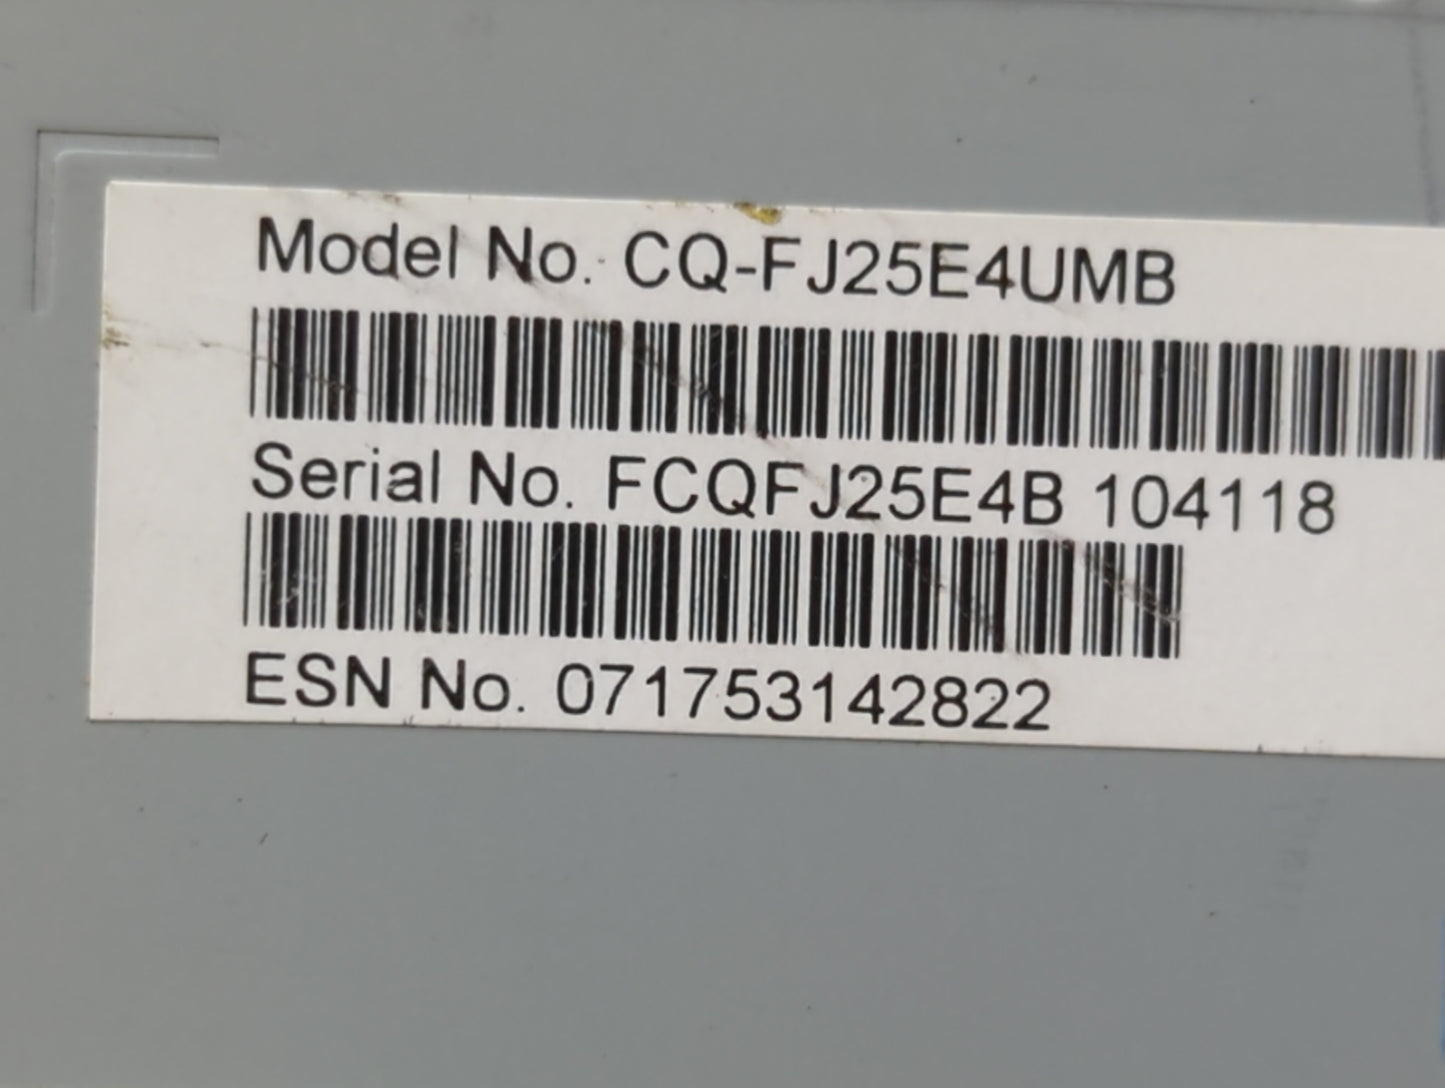 Model No. CQ-FJ25E4UMB
Serial No. FCQFJ25E4B 104118
ESN No. 071753142822